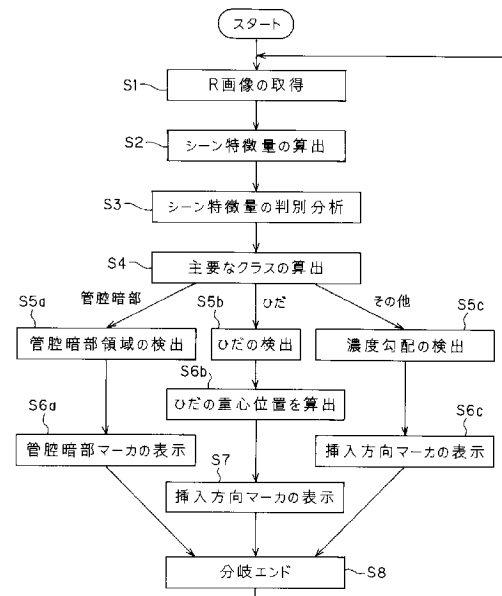 スタート
S1
R画像の取得
S2
シーン特徴量の算出
S3
シーン特徴量の判別分析
S4
主要なクラスの算出
管腔暗部
ひだ
その他
S5a
管腔暗部領域の検出
S5b
ひだの検出
S5c
濃度勾配の検出
S6b
ひだの重心位置を算出
S6a
管腔暗部マーカの表示
S6c
挿入方向マーカの表示
S7
挿入方向マーカの表示
分岐エンド
S8